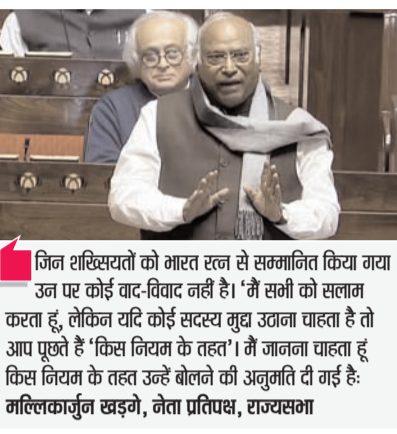 जिन शख्सियतों को भारत रत्न से सम्मानित किया गया
उन पर कोई वाद-विवाद नहीं है। ‘मैं सभी को सलाम
करता हूं, लेकिन यदि कोई सदस्य मुद्दा उठाना चाहता है तो
आप पूछते हैं ‘किस नियम के तहत’। मैं जानना चाहता हूं
किस नियम के तहत उन्हें बोलने की अनुमति दी गई हैः
मल्लिकार्जुन खड़गे, नेता प्रतिपक्ष, राज्यसभा